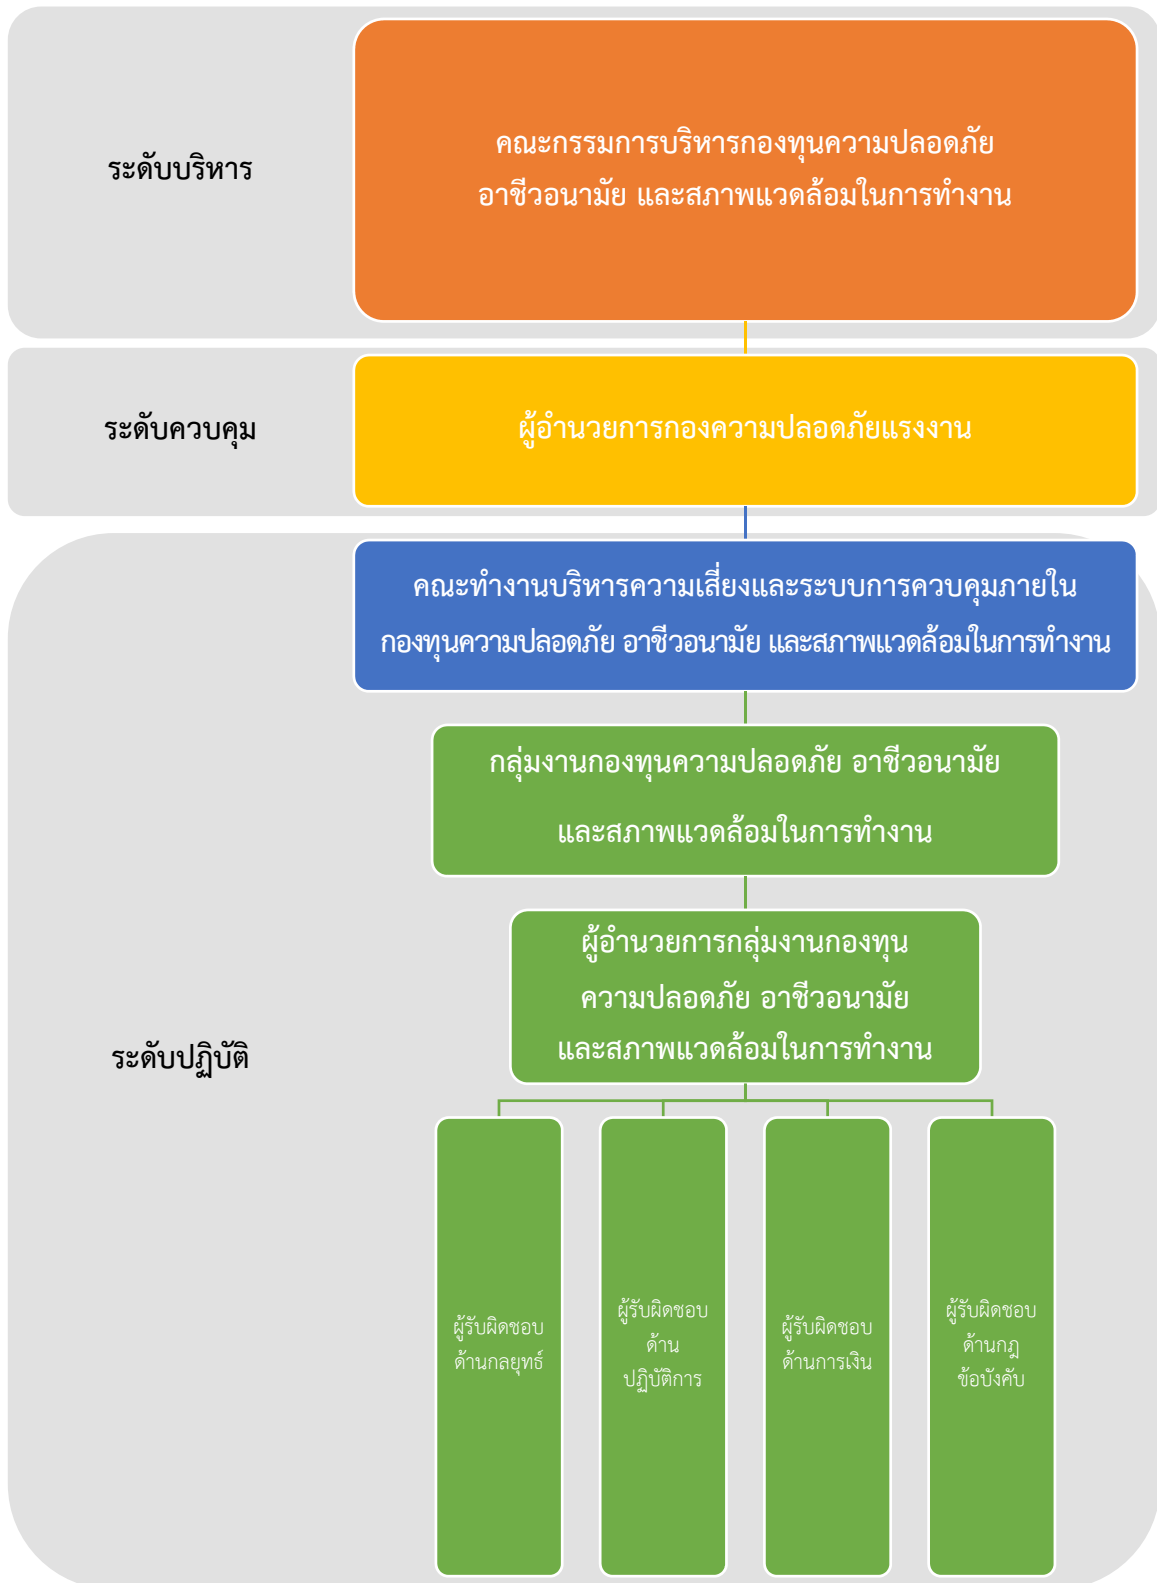 ระดับบริหาร
คณะกรรมการบริหารกองทุนความปลอดภัย
อาชีวอนามัย และสภาพแวดล้อมในการทำงาน
ระดับควบคุม
ผู้อำนวยการกองความปลอดภัยแรงงาน
คณะทำงานบริหารความเสี่ยงและระบบการควบคุมภายใน
กองทุนความปลอดภัย อาชีวอนามัย และสภาพแวดล้อมในการทำงาน
กลุ่มงานกองทุนความปลอดภัย อาชีวอนามัย
และสภาพแวดล้อมในการทำงาน
ผู้อำนวยการกลุ่มงานกองทุน
ความปลอดภัย อาชีวอนามัย
และสภาพแวดล้อมในการทำงาน
ระดับปฏิบัติ
ผู้รับผิดชอบ
ด้านกลยุทธ์
ผู้รับผิดชอบ
ด้าน
ปฏิบัติการ
ผู้รับผิดชอบ
ด้านการเงิน
ผู้รับผิดชอบ
ด้านกฎ
ข้อบังคับ